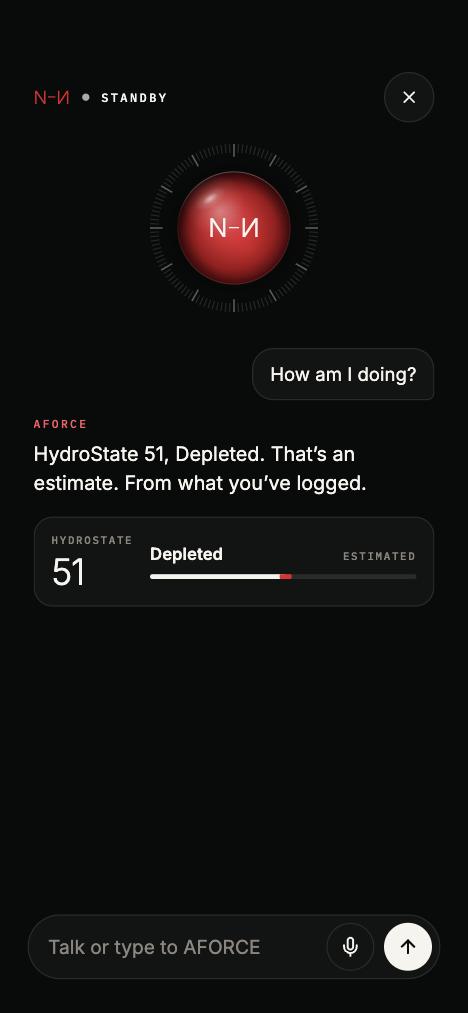 N–И STANDBY
N–И
How am I doing?
AFORCE
HydroState 51, Depleted. That’s an
estimate. From what you’ve logged.
HYDROSTATE
51
Depleted
ESTIMATED
Talk or type to AFORCE